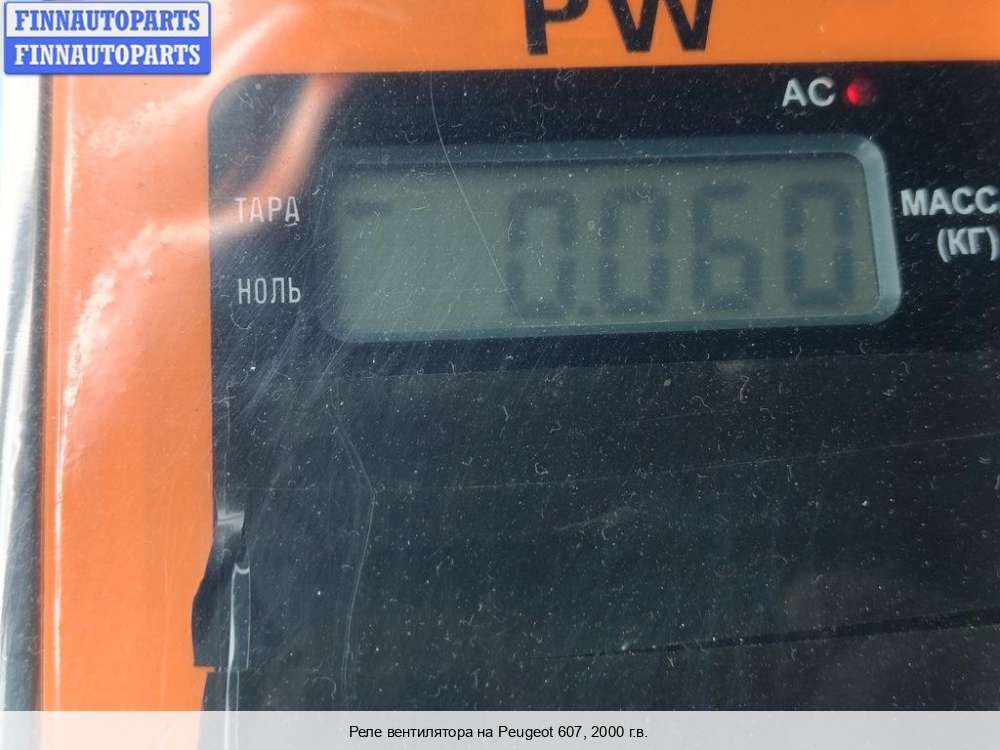 FINNAUTOPARTS
FINNAUTOPARTS
PW
AC
ТАРА
0.060
МАСС
(КГ)
НОЛЬ
Реле вентилятора на Peugeot 607, 2000 г.в.